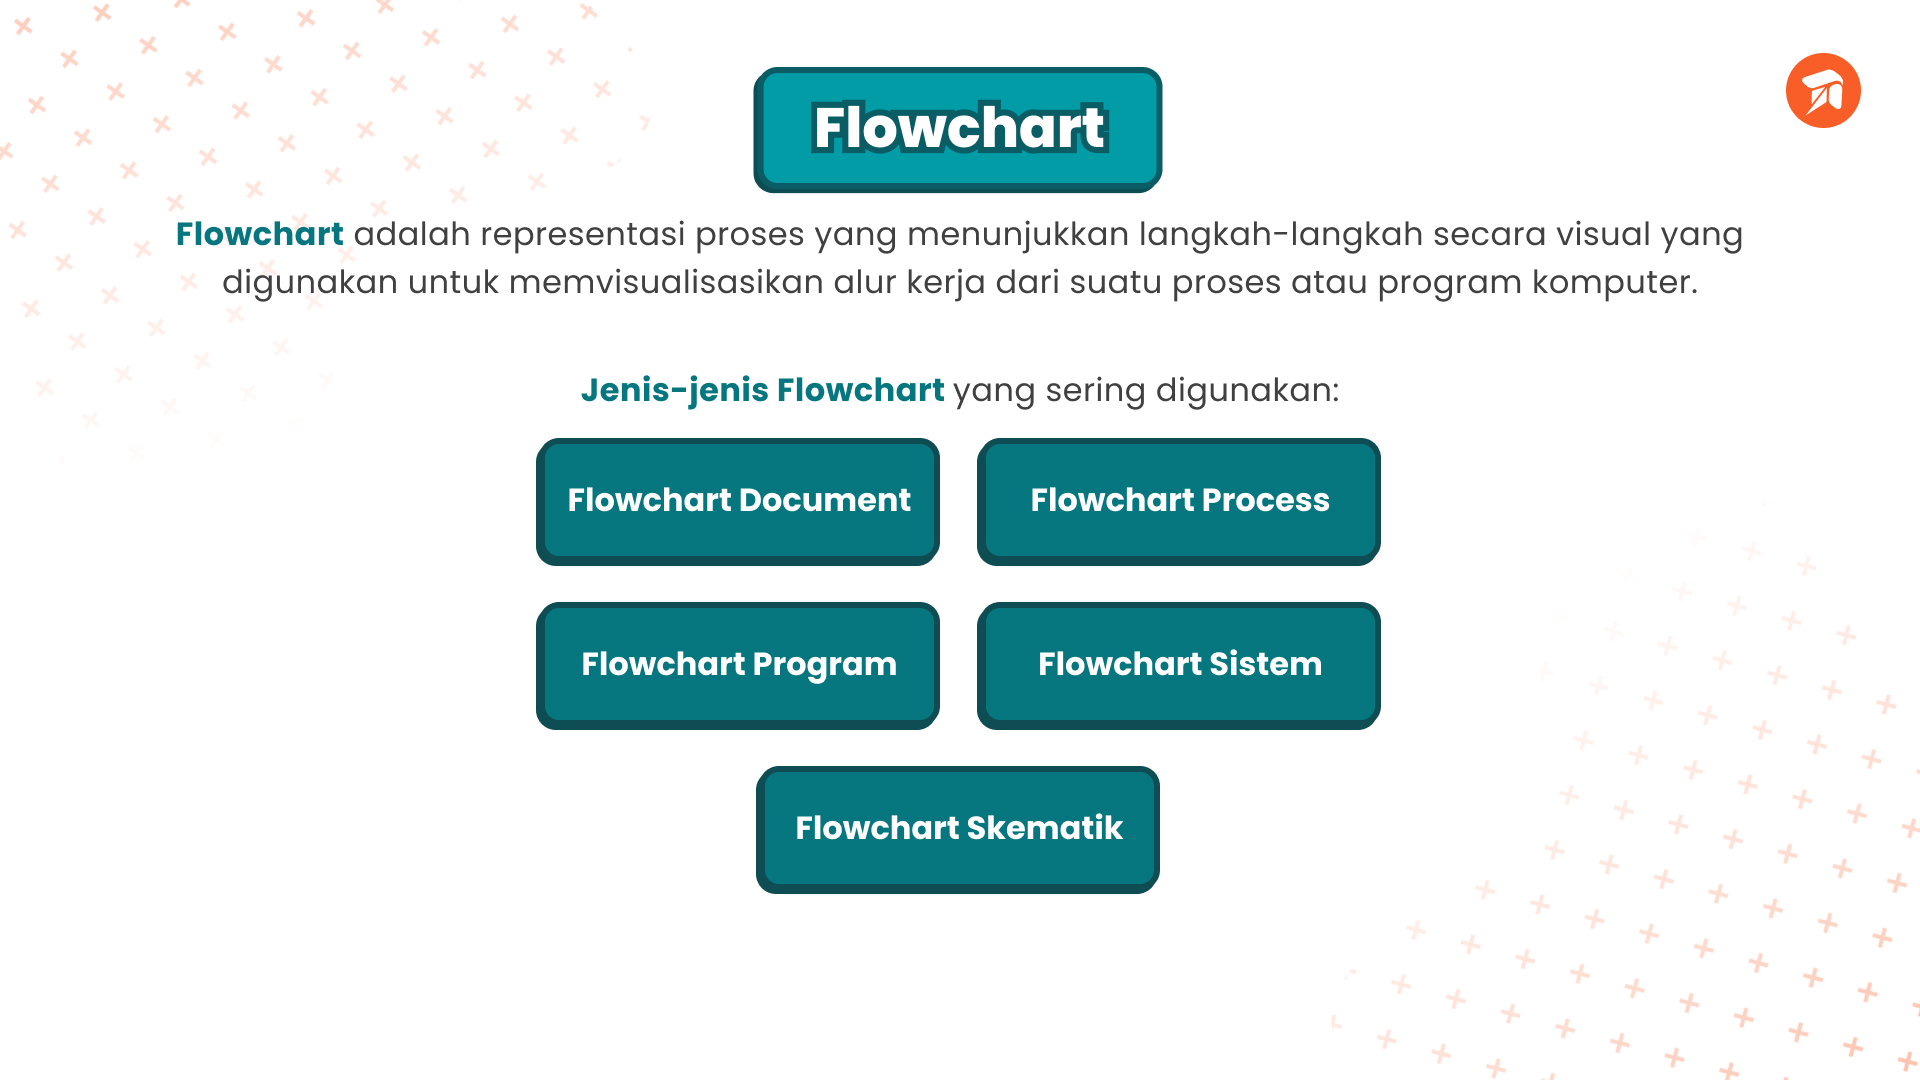 Flowchart
Flowchart adalah representasi proses yang menunjukkan langkah-langkah secara visual yang
digunakan untuk memvisualisasikan alur kerja dari suatu proses atau program komputer.
Jenis-jenis Flowchart yang sering digunakan:
Flowchart Document
Flowchart Process
Flowchart Program
Flowchart Sistem
Flowchart Skematik